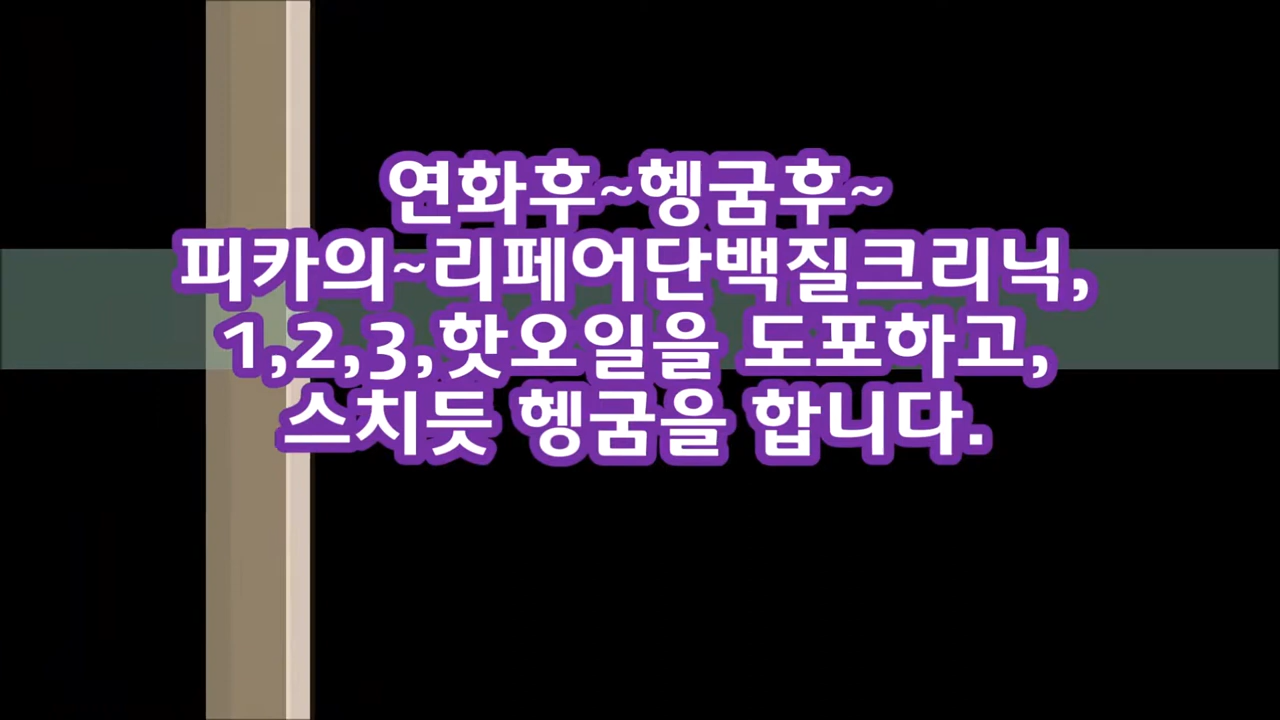 연화후~헹굼후~
피카의~리페어단백질크리닉,
1,2,3,핫오일을 도포하고,
스치듯 헹굼을 합니다.